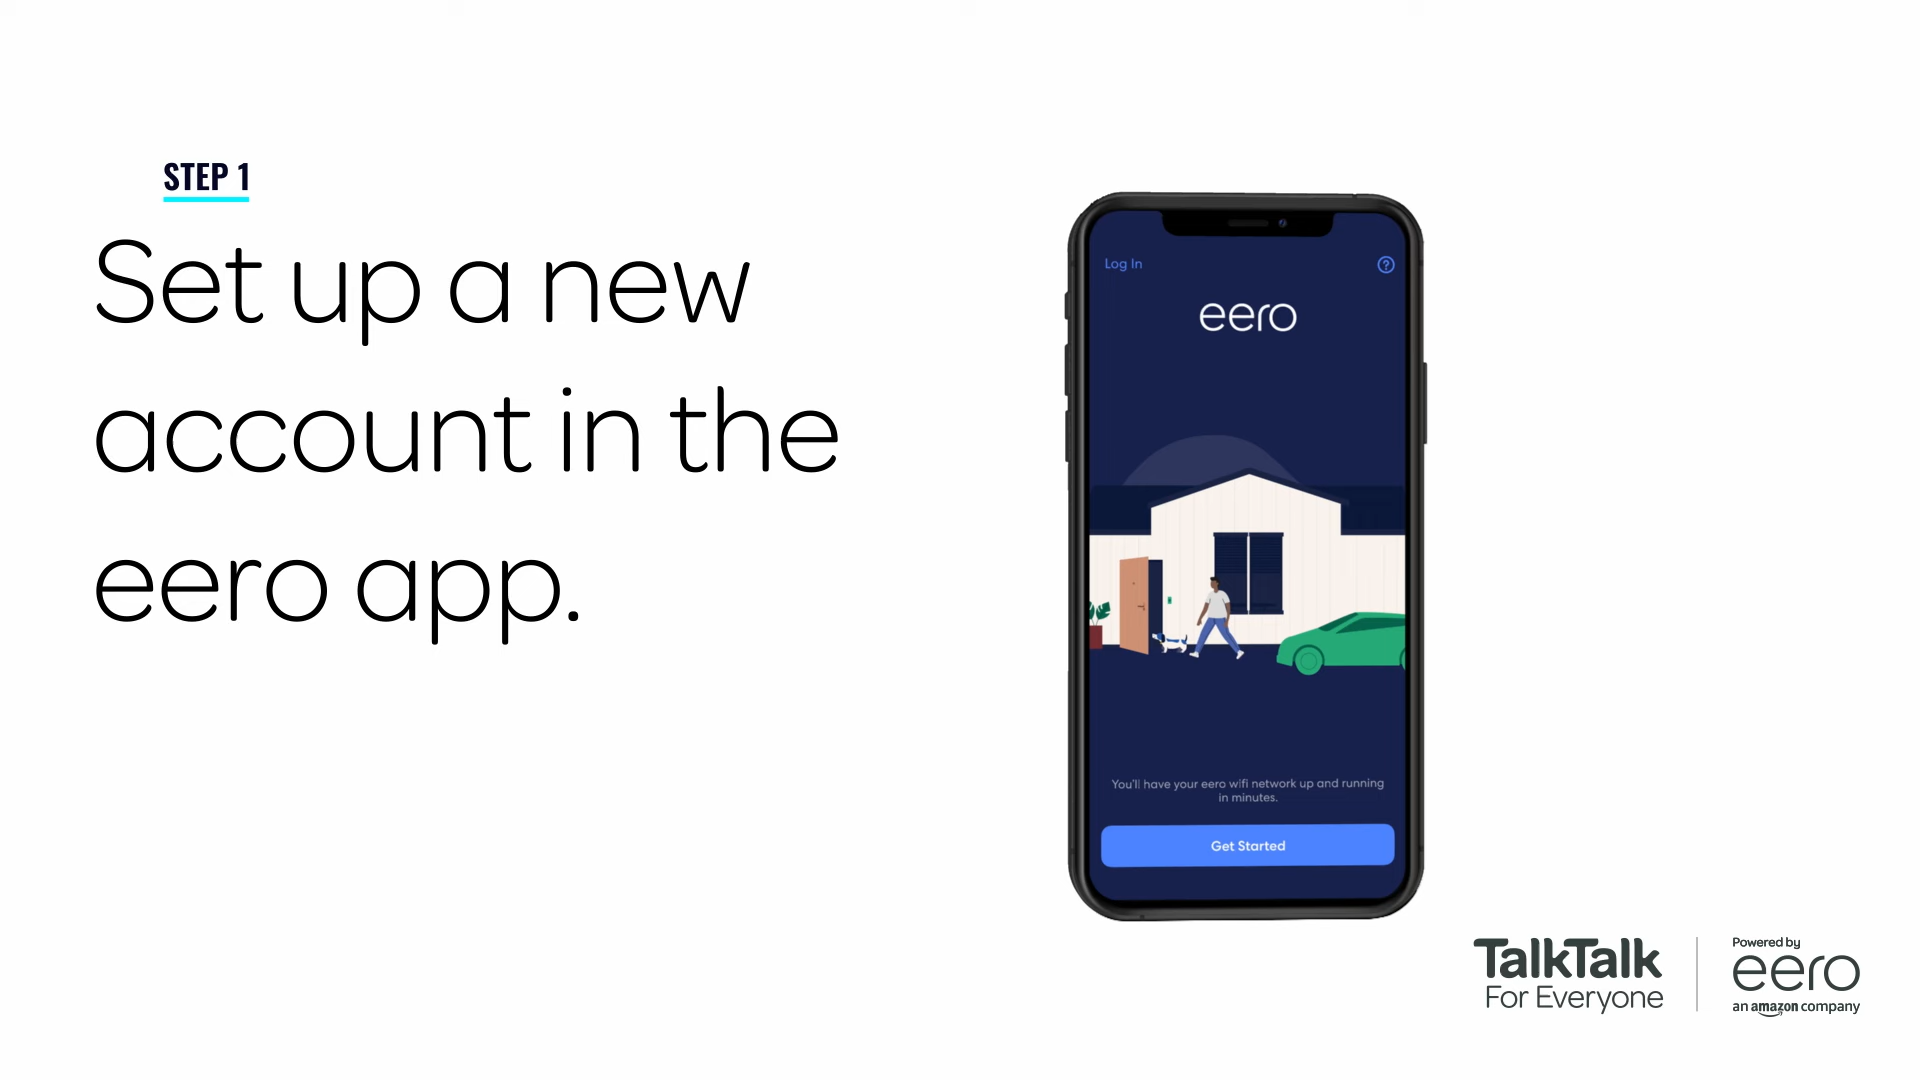 STEP 1
Set up a new
account in the
eero app.
Log In
?
eero
You'll have your eero wifi network up and running
in minutes.
Get Started
TalkTalk
For Everyone
Powered by
eero
an amazon company